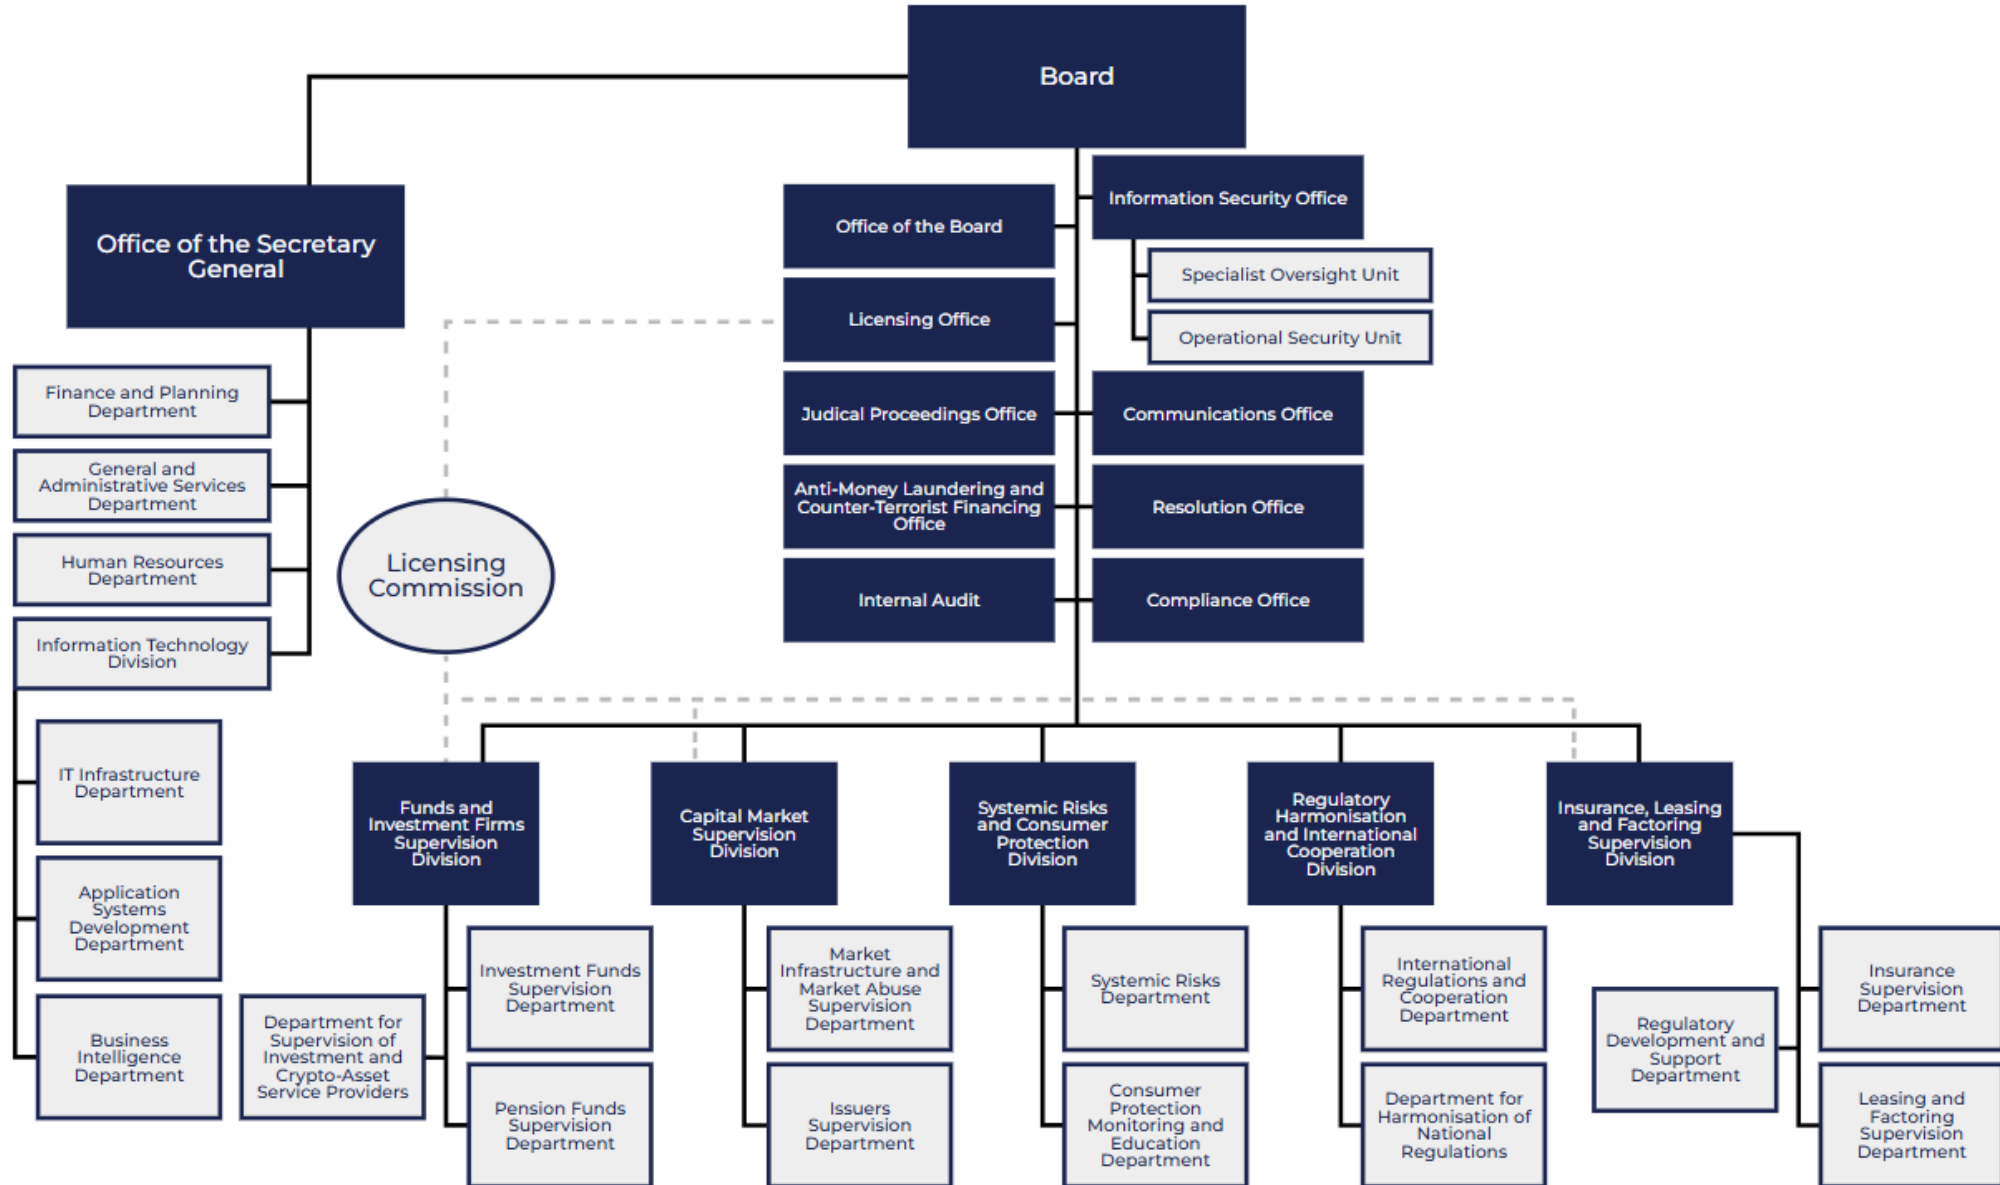 Board
Office of the Secretary
General
Information Security Office
Office of the Board
Specialist Oversight Unit
Licensing Office
Operational Security Unit
Finance and Planning
Department
Judical Proceedings Office
Communications Office
General and
Administrative Services
Department
Anti-Money Laundering and
Counter-Terrorist Financing
Office
Resolution Office
Human Resources
Department
Licensing
Commission
Internal Audit
Compliance Office
Information Technology
Division
IT Infrastructure
Department
Application
Systems
Development
Department
Business
Intelligence
Department
Funds and
Investment Firms
Supervision
Division
Capital Market
Supervision
Division
Systemic Risks
and Consumer
Protection
Division
Regulatory
Harmonisation
and International
Cooperation
Division
Insurance, Leasing
and Factoring
Supervision
Division
Department for
Supervision of
Investment and
Crypto-Asset
Service Providers
Investment Funds
Supervision
Department
Pension Funds
Supervision
Department
Market
Infrastructure and
Market Abuse
Supervision
Department
Issuers
Supervision
Department
Systemic Risks
Department
Consumer
Protection
Monitoring and
Education
Department
International
Regulations and
Cooperation
Department
Department for
Harmonisation of
National
Regulations
Regulatory
Development and
Support
Department
Insurance
Supervision
Department
Leasing and
Factoring
Supervision
Department